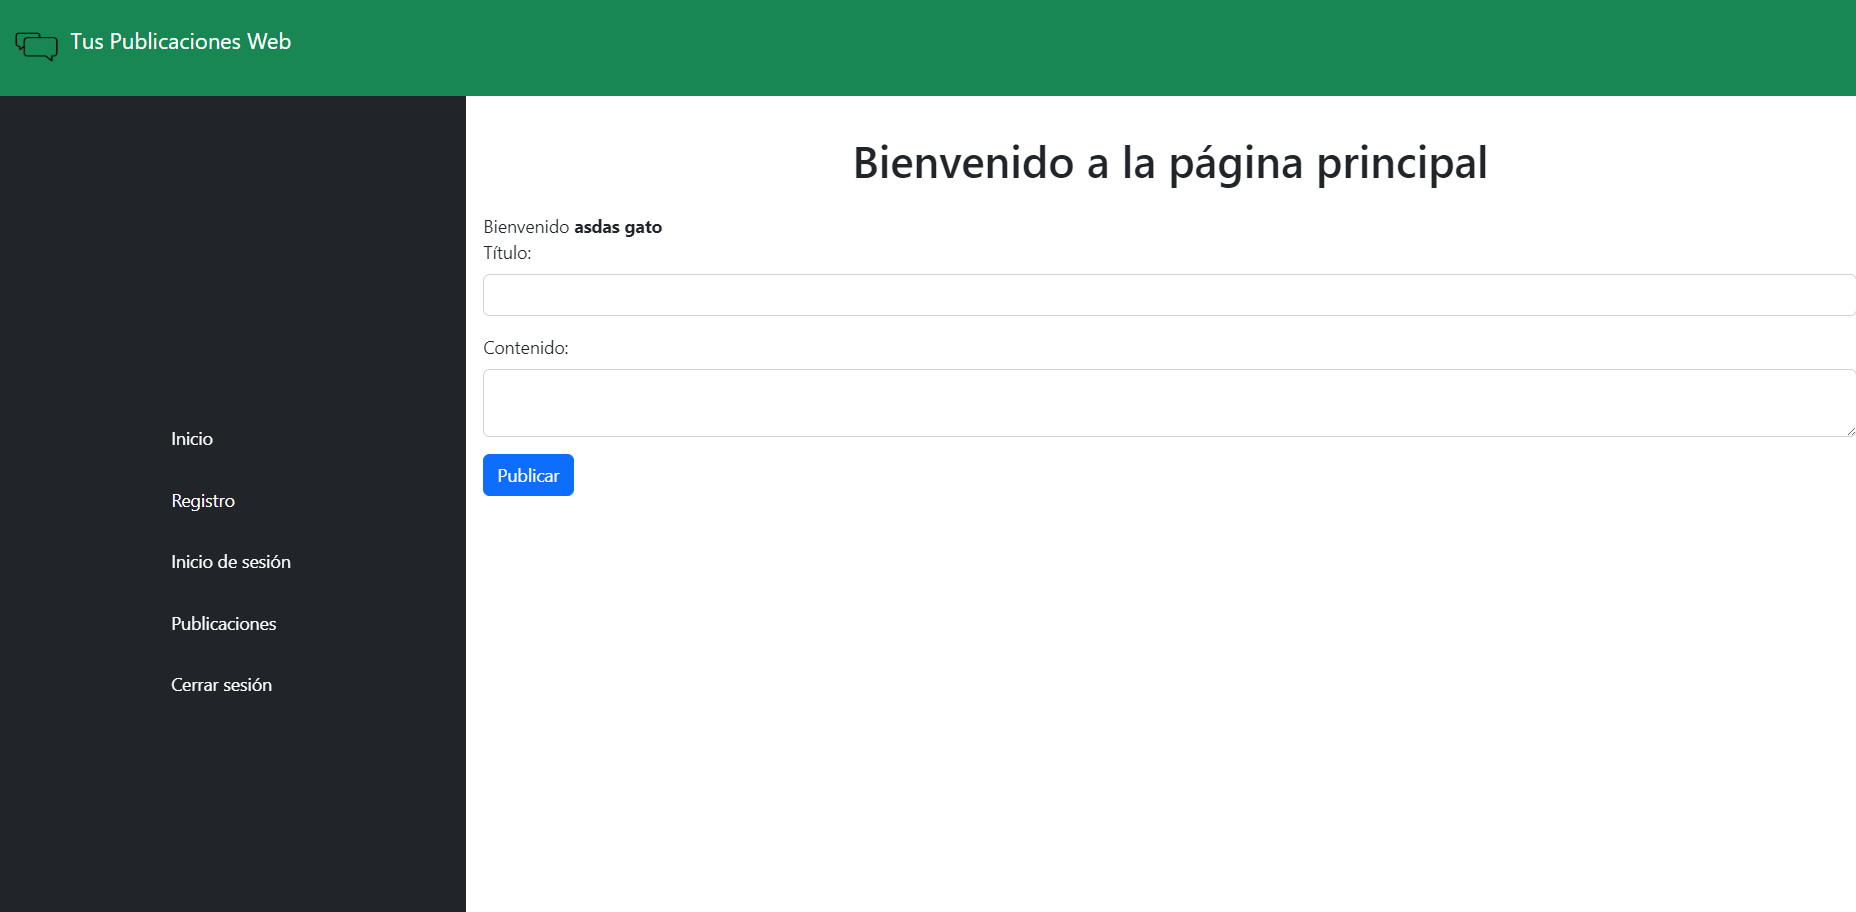 Tus Publicaciones Web
Inicio
Registro
Inicio de sesión
Publicaciones
Cerrar sesión
Bienvenido a la página principal
Bienvenido asdas gato
Título:
Contenido:
Publicar